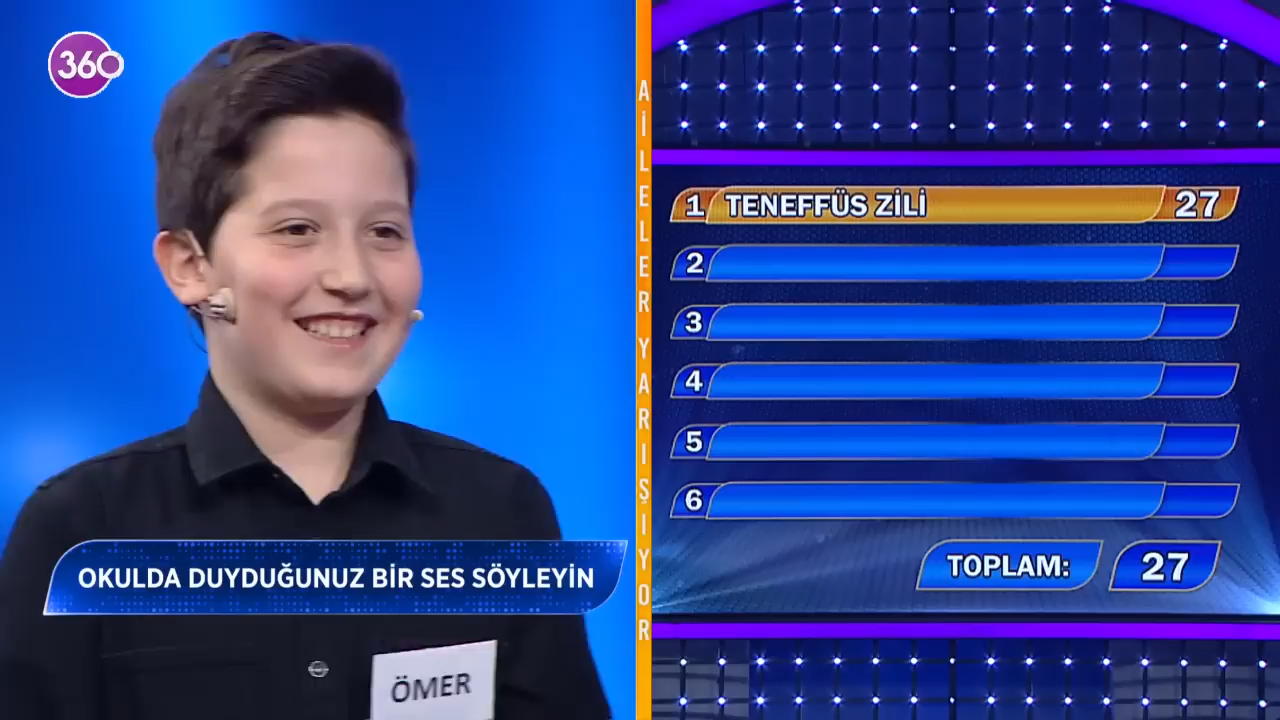 360
AİLELER YARIŞIYOR
1 TENEFFÜS ZİLİ 27
2
3
4
5
6
TOPLAM: 27
OKULDA DUYDUĞUNUZ BİR SES SÖYLEYİN
ÖMER